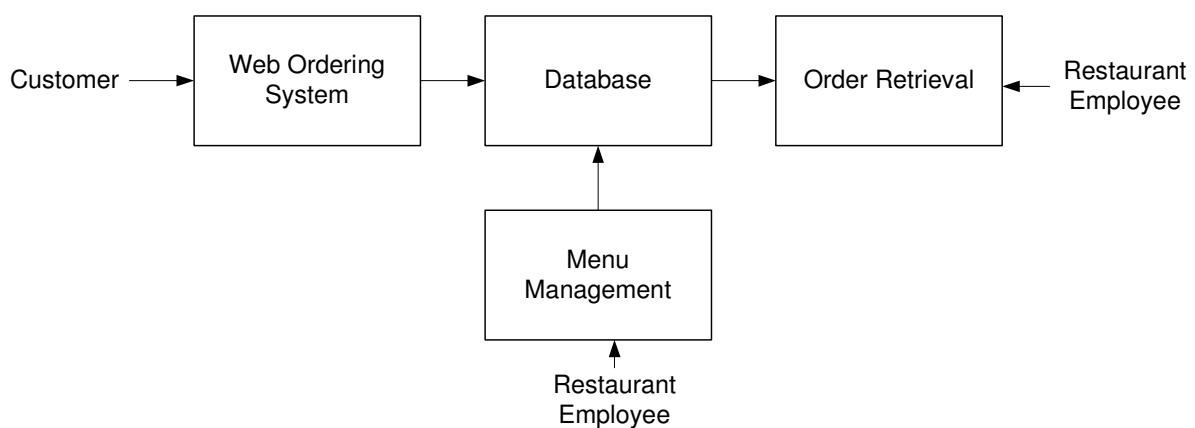 Customer
Web Ordering
System
Database
Order Retrieval
Restaurant
Employee
Menu
Management
Restaurant
Employee